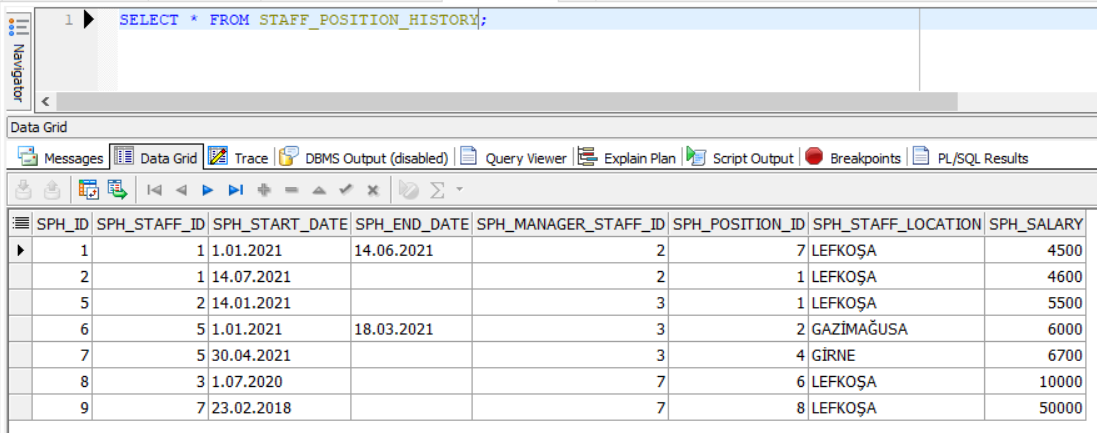 1 SELECT * FROM STAFF_POSITION_HISTORY;
Navigator
Data Grid
Messages Data Grid Trace DBMS Output (disabled) Query Viewer Explain Plan Script Output Breakpoints PL/SQL Results
SPH_ID SPH_STAFF_ID SPH_START_DATE SPH_END_DATE SPH_MANAGER_STAFF_ID SPH_POSITION_ID SPH_STAFF_LOCATION SPH_SALARY
1 1 1.01.2021 14.06.2021 2 7 LEFKOŞA 4500
2 1 14.07.2021 2 1 LEFKOŞA 4600
5 2 14.01.2021 3 1 LEFKOŞA 5500
6 5 1.01.2021 18.03.2021 3 2 GAZİMAĞUSA 6000
7 5 30.04.2021 3 4 GİRNE 6700
8 3 1.07.2020 7 6 LEFKOŞA 10000
9 7 23.02.2018 7 8 LEFKOŞA 50000